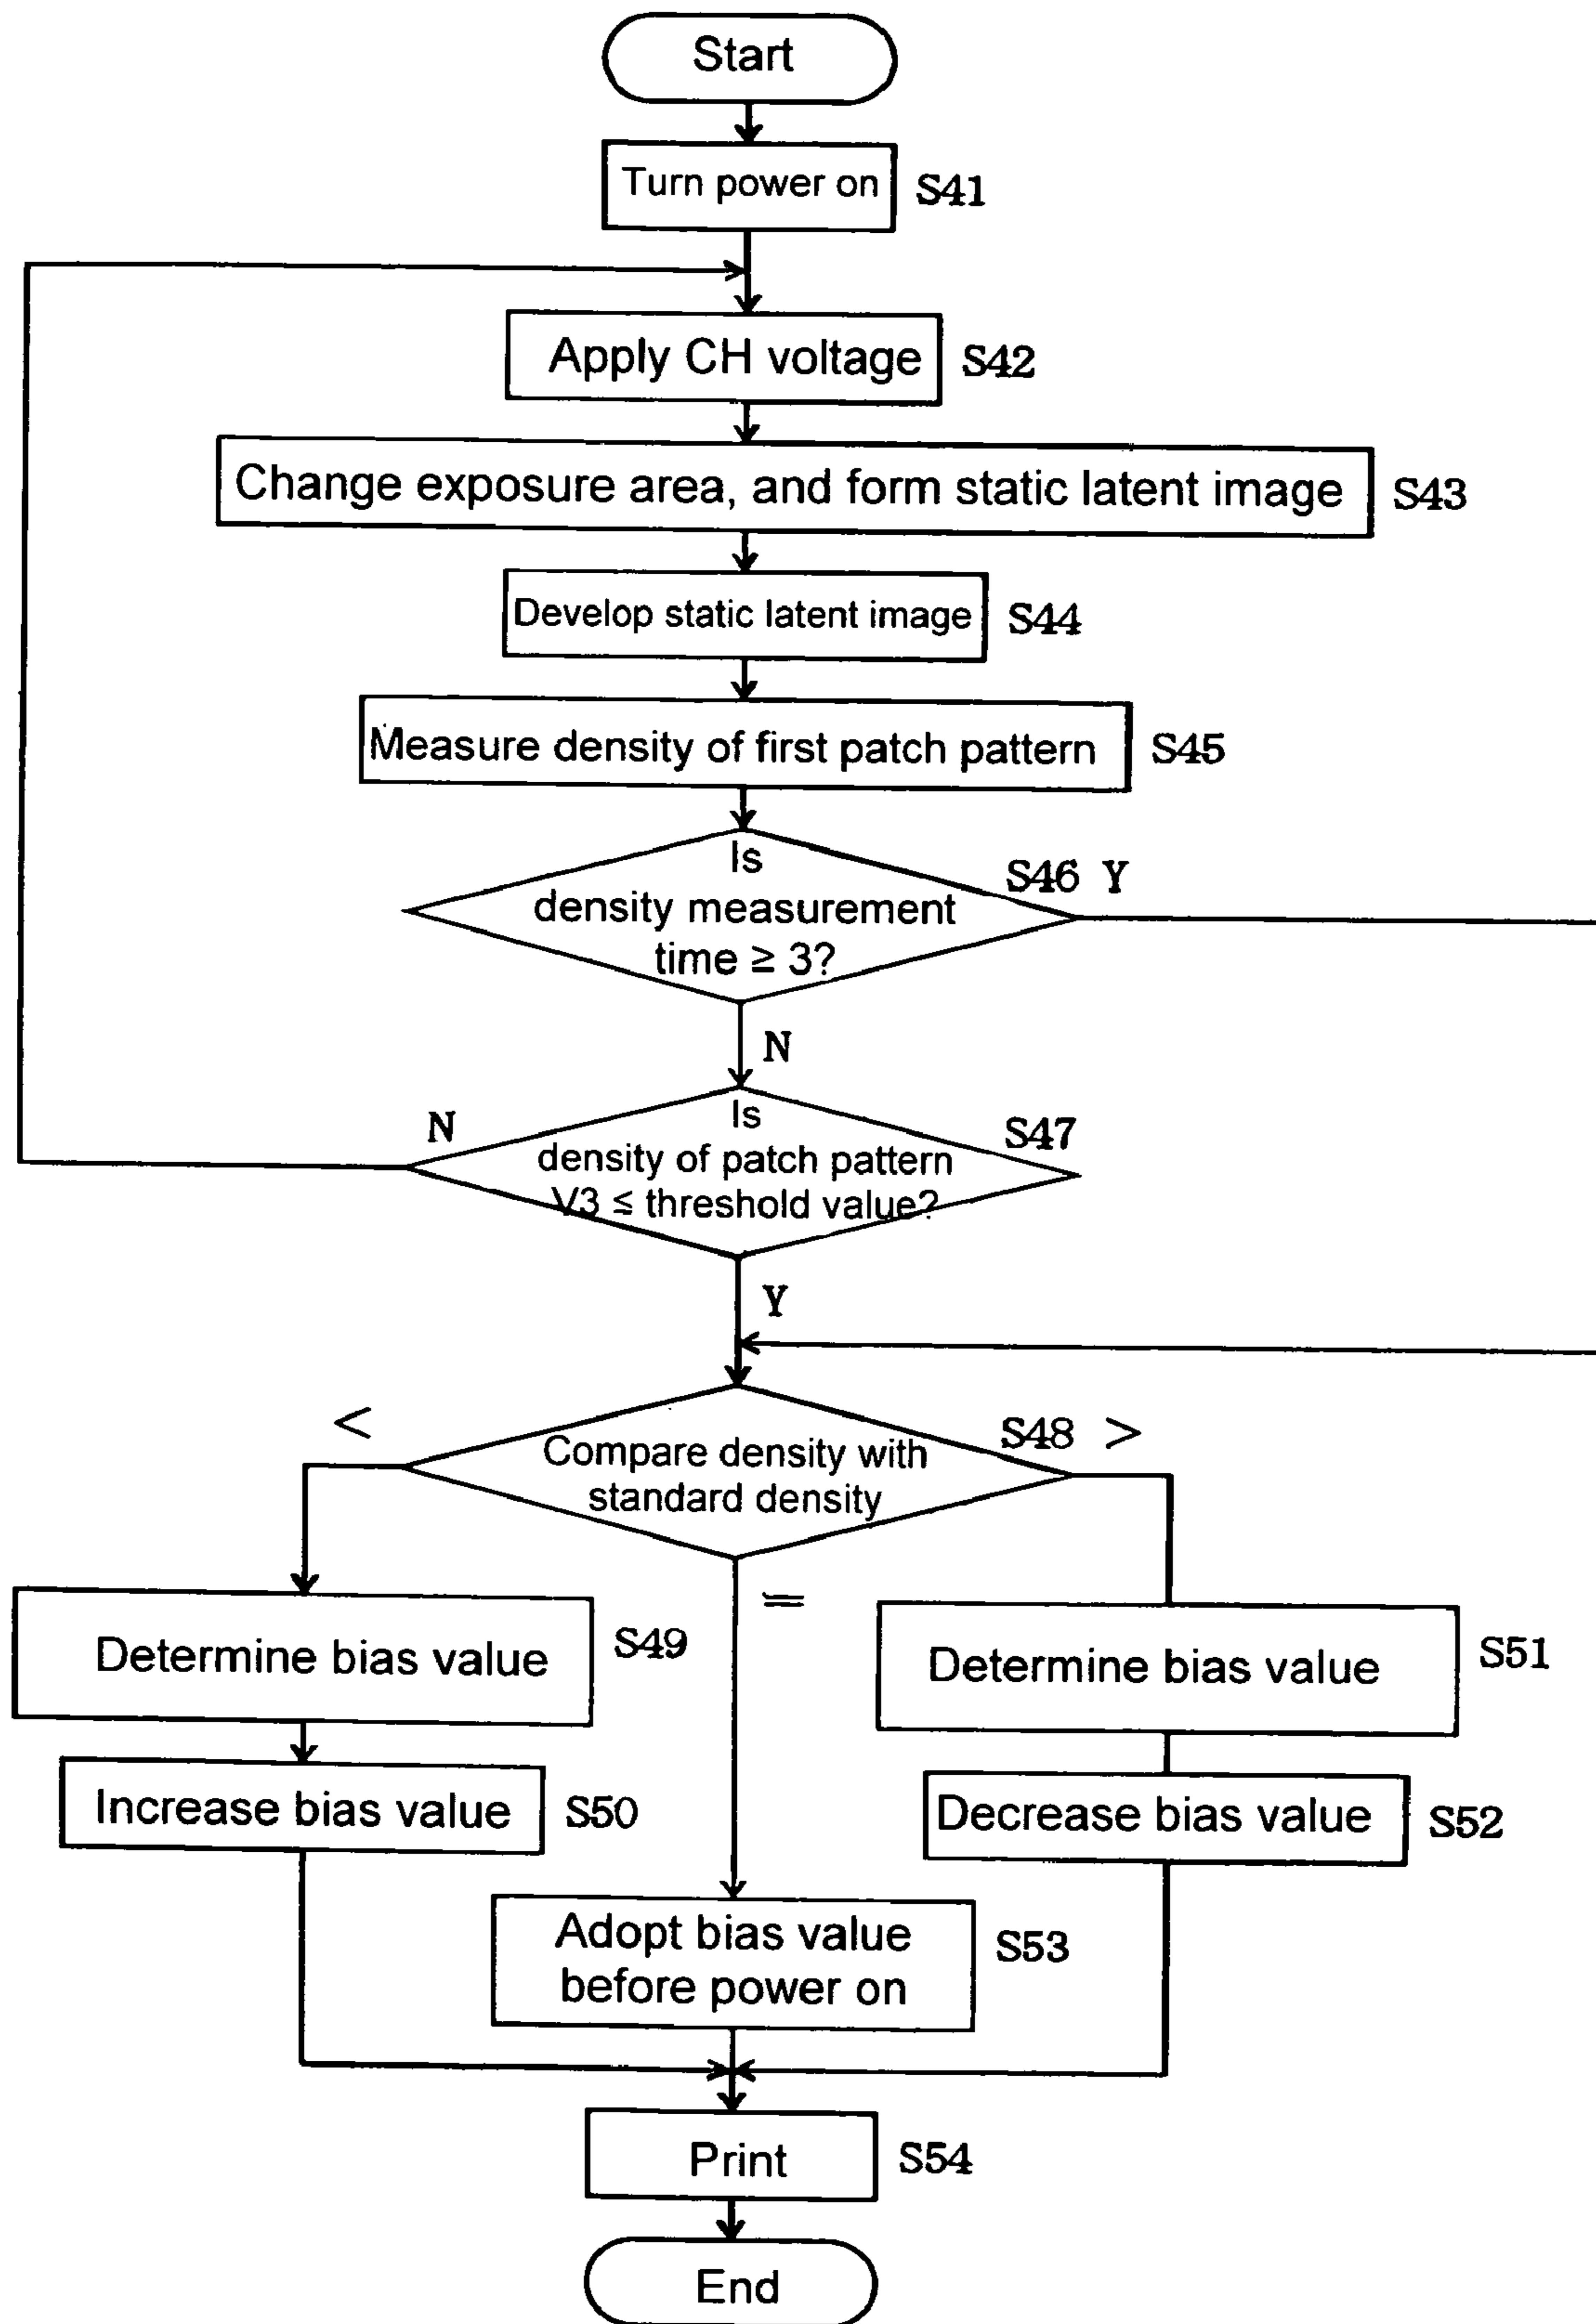 Start
Turn power on
S41
Apply CH voltage
S42
Change exposure area, and form static latent image
S43
Develop static latent image
S44
Measure density of first patch pattern
S45
Is
density measurement
time ≥ 3?
S46 Y
N
Is
density of patch pattern
V3 ≤ threshold value?
S47
N
Y
Compare density with
standard density
S48 >
<
=
Determine bias value
S49
Determine bias value
S51
Increase bias value
S50
Decrease bias value
S52
Adopt bias value
before power on
S53
Print
S54
End